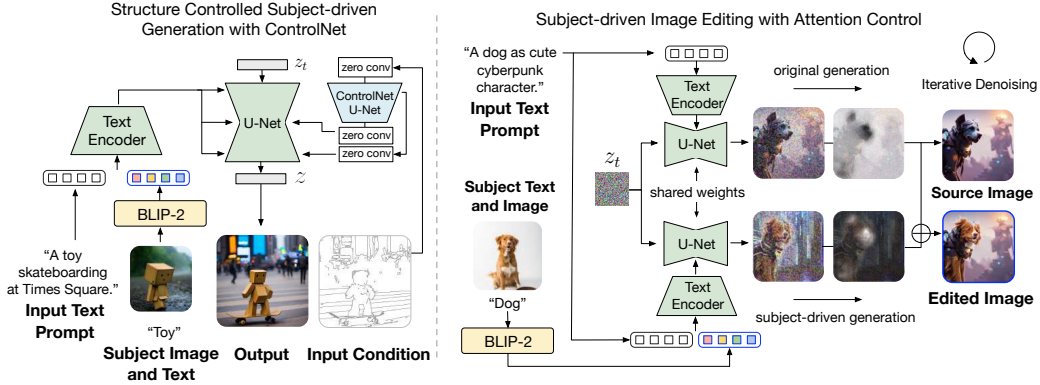 Structure Controlled Subject-driven
Generation with ControlNet
z_t
zero conv
ControlNet
U-Net
U-Net
zero conv
zero conv
Text
Encoder
z
BLIP-2
"A toy
skateboarding
at Times Square."
Input Text
Prompt
"Toy"
Subject Image
and Text
Output
Input Condition
Subject-driven Image Editing with Attention Control
"A dog as cute
cyberpunk
character."
Input Text
Prompt
Text
Encoder
original generation
Iterative Denoising
U-Net
z_t
shared weights
Source Image
Subject Text
and Image
U-Net
"Dog"
Text
Encoder
Edited Image
subject-driven generation
BLIP-2